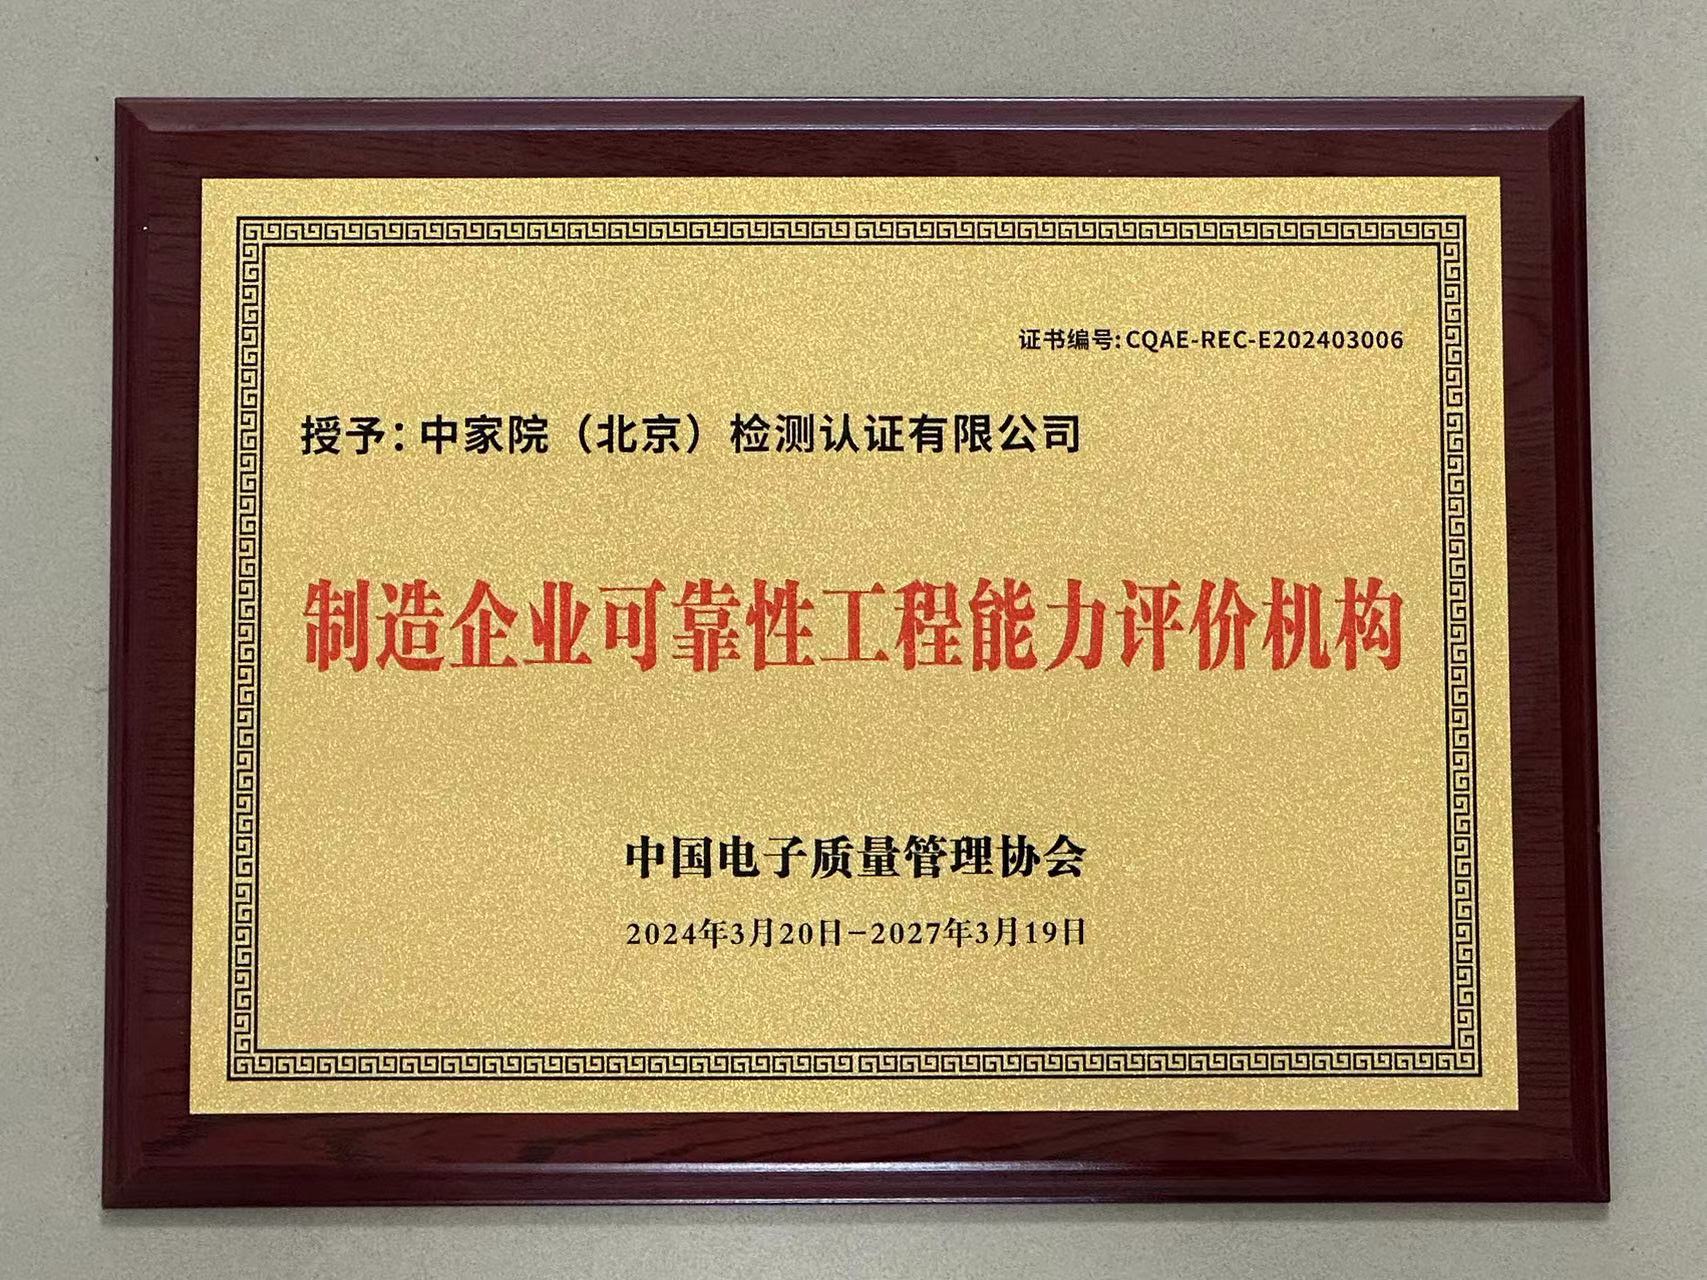 证书编号:CQAE-REC-E202403006
授予：中家院（北京）检测认证有限公司
制造企业可靠性工程能力评价机构
中国电子质量管理协会
2024年3月20日-2027年3月19日